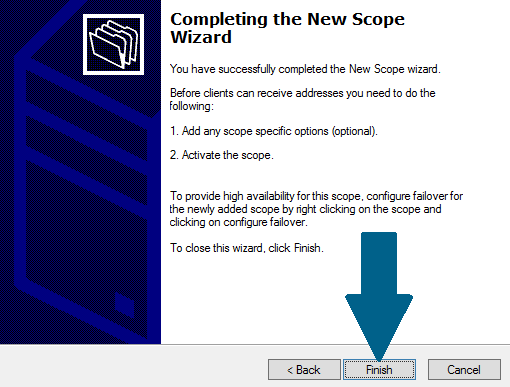 Completing the New Scope
Wizard
You have successfully completed the New Scope wizard.
Before clients can receive addresses you need to do the
following:
1. Add any scope specific options (optional).
2. Activate the scope.
To provide high availability for this scope, configure failover for
the newly added scope by right clicking on the scope and
clicking on configure failover.
To close this wizard, click Finish.
< Back
Finish
Cancel